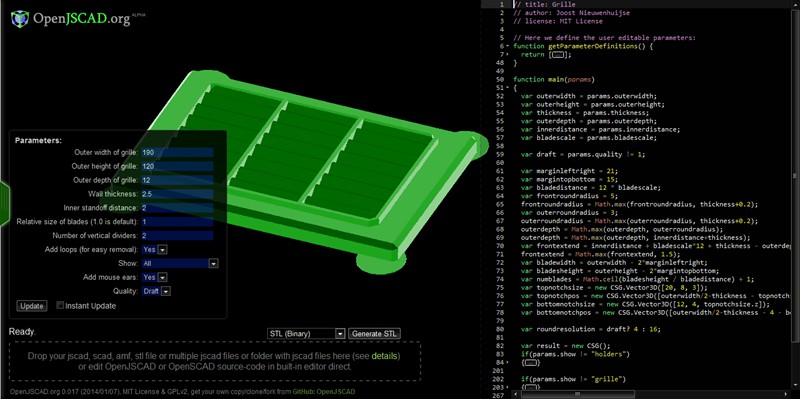 OpenJSCAD.org ALPHA
Parameters:
Outer width of grille: 190
Outer height of grille: 120
Outer depth of grille: 12
Wall thickness: 2.5
Inner standoff distance: 2
Relative size of blades (1.0 is default): 1
Number of vertical dividers: 2
Add loops (for easy removal): Yes
Show: All
Add mouse ears: Yes
Quality: Draft
Update Instant Update
Ready.
STL (Binary) Generate STL
Drop your jscad, scad, amf, stl file or multiple jscad files or folder with jscad files here (see details)
or edit OpenJSCAD or OpenSCAD source-code in built-in editor direct.
OpenJSCAD.org 0.017 (2014/01/07), MIT License & GPLv2, get your own copy/clone/fork from GitHub: OpenJSCAD
1 // title: Grille
2 // author: Joost Nieuwenhuijse
3 // license: MIT License
4
5 // Here we define the user editable parameters:
6 function getParameterDefinitions() {
7 return [...];
48 }
49
50 function main(params)
51 {
52 var outerwidth = params.outerwidth;
53 var outerheight = params.outerheight;
54 var thickness = params.thickness;
55 var outerdepth = params.outerdepth;
56 var innerdistance = params.innerdistance;
57 var bladescale = params.bladescale;
58
59 var draft = params.quality != 1;
60
61 var marginleftright = 21;
62 var margintopbottom = 15;
63 var bladedistance = 12 * bladescale;
64 var frontroundradius = 5;
65 frontroundradius = Math.max(frontroundradius, thickness+0.2);
66 var outerroundradius = 3;
67 outerroundradius = Math.max(outerroundradius, thickness+0.2);
68 outerdepth = Math.max(outerdepth, outerroundradius);
69 outerdepth = Math.max(outerdepth, innerdistance+thickness);
70 var frontextend = innerdistance + bladescale*12 + thickness - outerde
71 frontextend = Math.max(frontextend, 1.5);
72 var bladewidth = outerwidth - 2*marginleftright;
73 var bladesheight = outerheight - 2*margintopbottom;
74 var numblades = Math.ceil(bladesheight / bladedistance) + 1;
75 var topnotchsize = new CSG.Vector3D([20, 8, 3]);
76 var topnotchpos = new CSG.Vector3D([outerwidth/2-thickness - topnotch
77 var bottomnotchsize = new CSG.Vector3D([12, 4, topnotchsize.z]);
78 var bottomnotchpos = new CSG.Vector3D([outerwidth/2-thickness - 4 - bo
79
80 var roundresolution = draft? 4 : 16;
81
82 var result = new CSG();
83 if(params.show != "holders")
84 {...}
182
183 if(params.show != "grille")
203 {...}
267